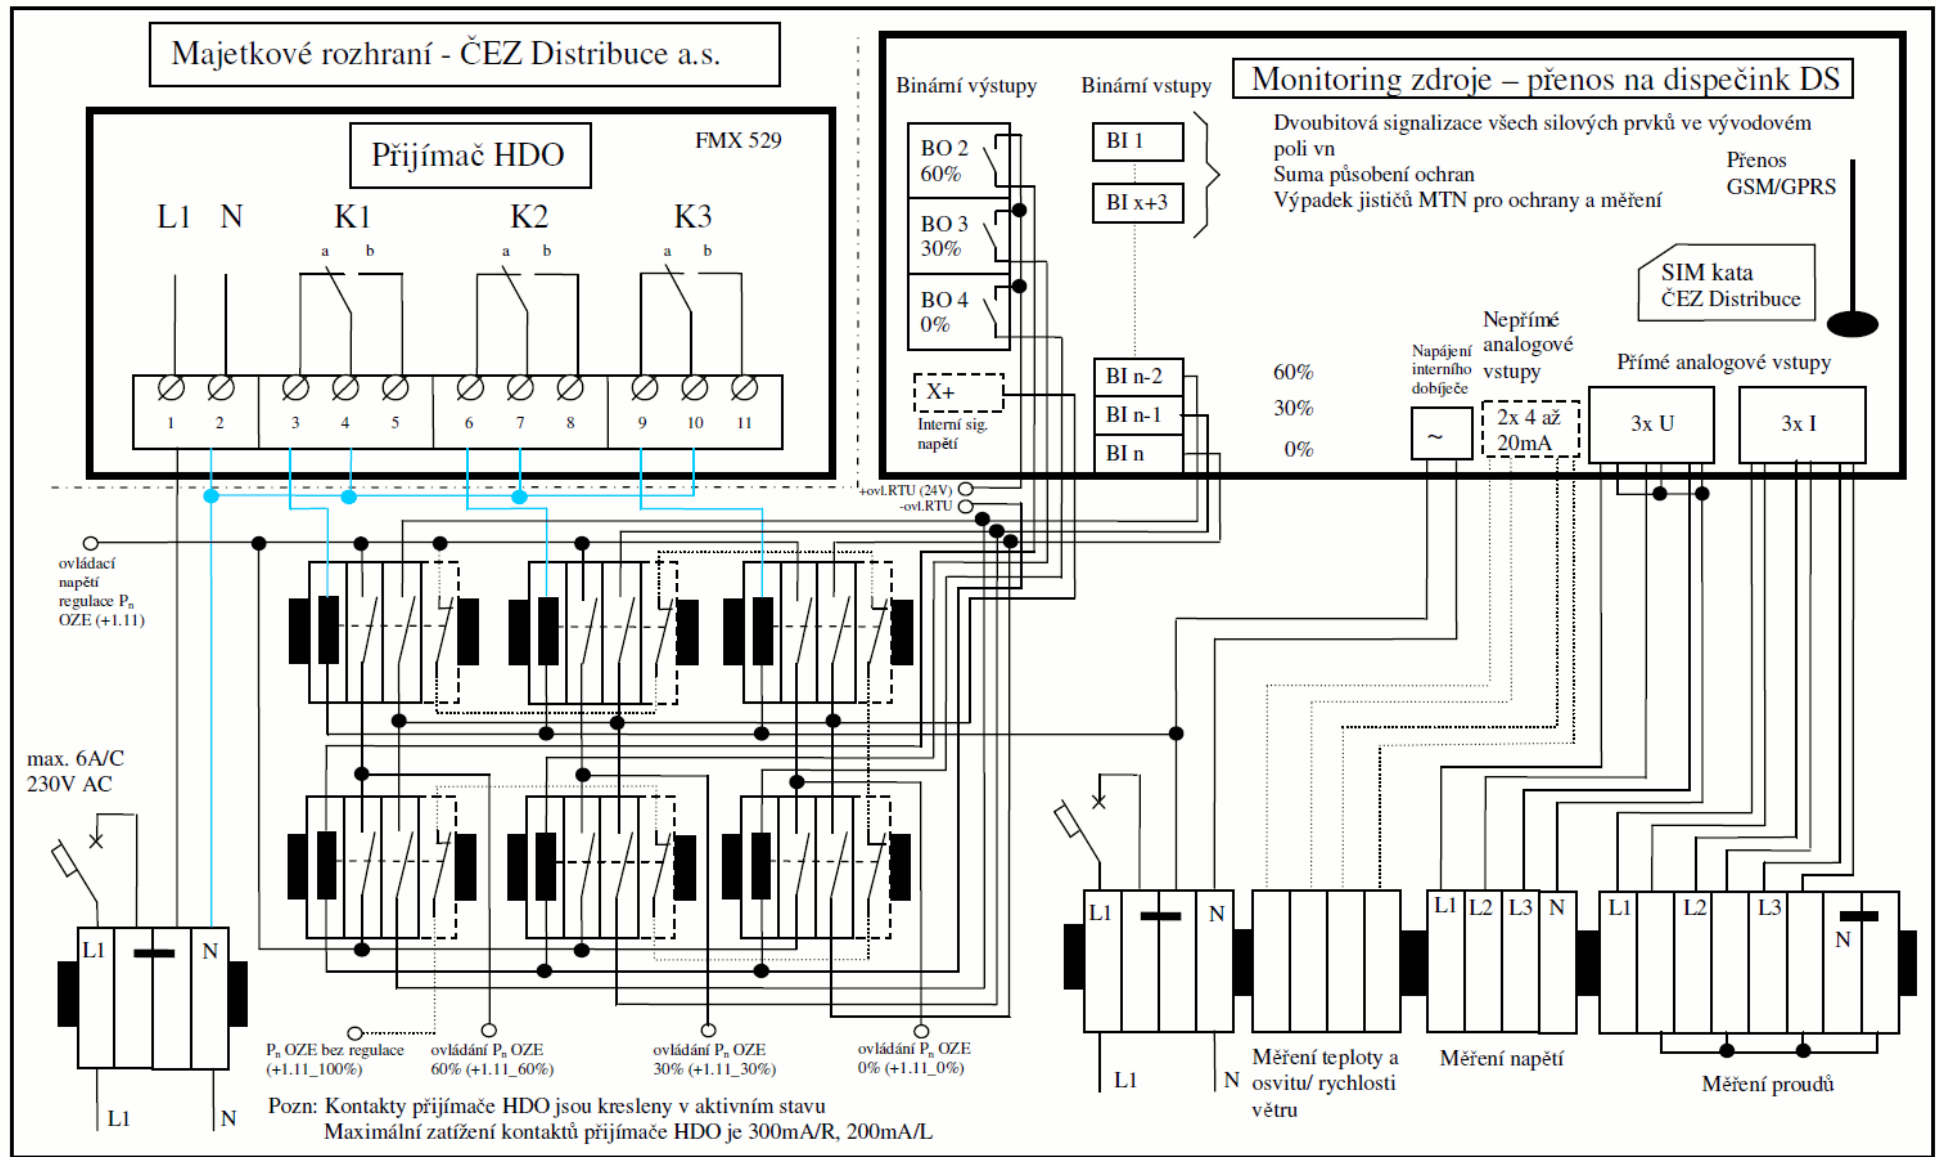 Majetkové rozhraní - ČEZ Distribuce a.s.
Přijímač HDO
FMX 529
L1
N
K1
K2
K3
a
b
a
b
a
b
1
2
3
4
5
6
7
8
9
10
11
Monitoring zdroje – přenos na dispečink DS
Binární výstupy
Binární vstupy
BO 2
60%
BO 3
30%
BO 4
0%
X+
Interní sig.
napětí
BI 1
BI x+3
BI n-2
BI n-1
BI n
60%
30%
0%
Dvoubitová signalizace všech silových prvků ve vývodovém
poli vn
Suma působení ochran
Výpadek jističů MTN pro ochrany a měření
Přenos
GSM/GPRS
SIM kata
ČEZ Distribuce
Napájení
interního
dobíječe
~
Nepřímé
analogové
vstupy
2x 4 až
20mA
Přímé analogové vstupy
3x U
3x I
+ovl.RTU (24V)
-ovl.RTU
ovládací
napětí
regulace Pn
OZE (+1.11)
max. 6A/C
230V AC
L1
N
L1
N
Pn OZE bez regulace
(+1.11_100%)
ovládání Pn OZE
60% (+1.11_60%)
ovládání Pn OZE
30% (+1.11_30%)
ovládání Pn OZE
0% (+1.11_0%)
L1
N
L1
N
Měření teploty a
osvitu/ rychlosti
větru
L1
L2
L3
N
Měření napětí
L1
L2
L3
N
Měření proudů
Pozn: Kontakty přijímače HDO jsou kresleny v aktivním stavu
Maximální zatížení kontaktů přijímače HDO je 300mA/R, 200mA/L